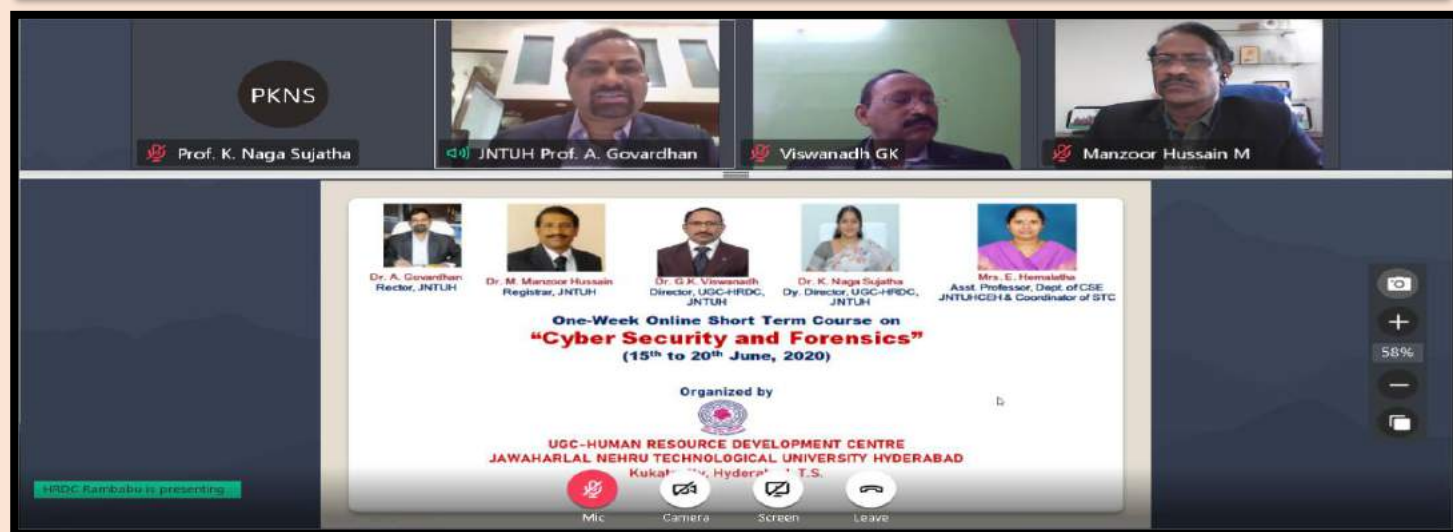 PKNS
Prof. K. Naga Sujatha
JNTUH Prof. A. Govardhan
Viswanadh GK
Manzoor Hussain M
Dr. A. Govardhan
Rector, JNTUH
Dr. M. Manzoor Hussain
Registrar, JNTUH
Dr. G.K. Viswanadh
Director, UGC-HRDC,
JNTUH
Dr. K. Naga Sujatha
Dy. Director, UGC-HRDC,
JNTUH
Mrs. E. Hemalatha
Asst. Professor, Dept. of CSE
JNTUHCEH & Coordinator of STC
One-Week Online Short Term Course on
“Cyber Security and Forensics”
(15th to 20th June, 2020)
Organized by
UGC-HUMAN RESOURCE DEVELOPMENT CENTRE
JAWAHARLAL NEHRU TECHNOLOGICAL UNIVERSITY HYDERABAD
T.S.
58%
HRDC Rambabu is presenting
Mic
Camera
Screen
Leave